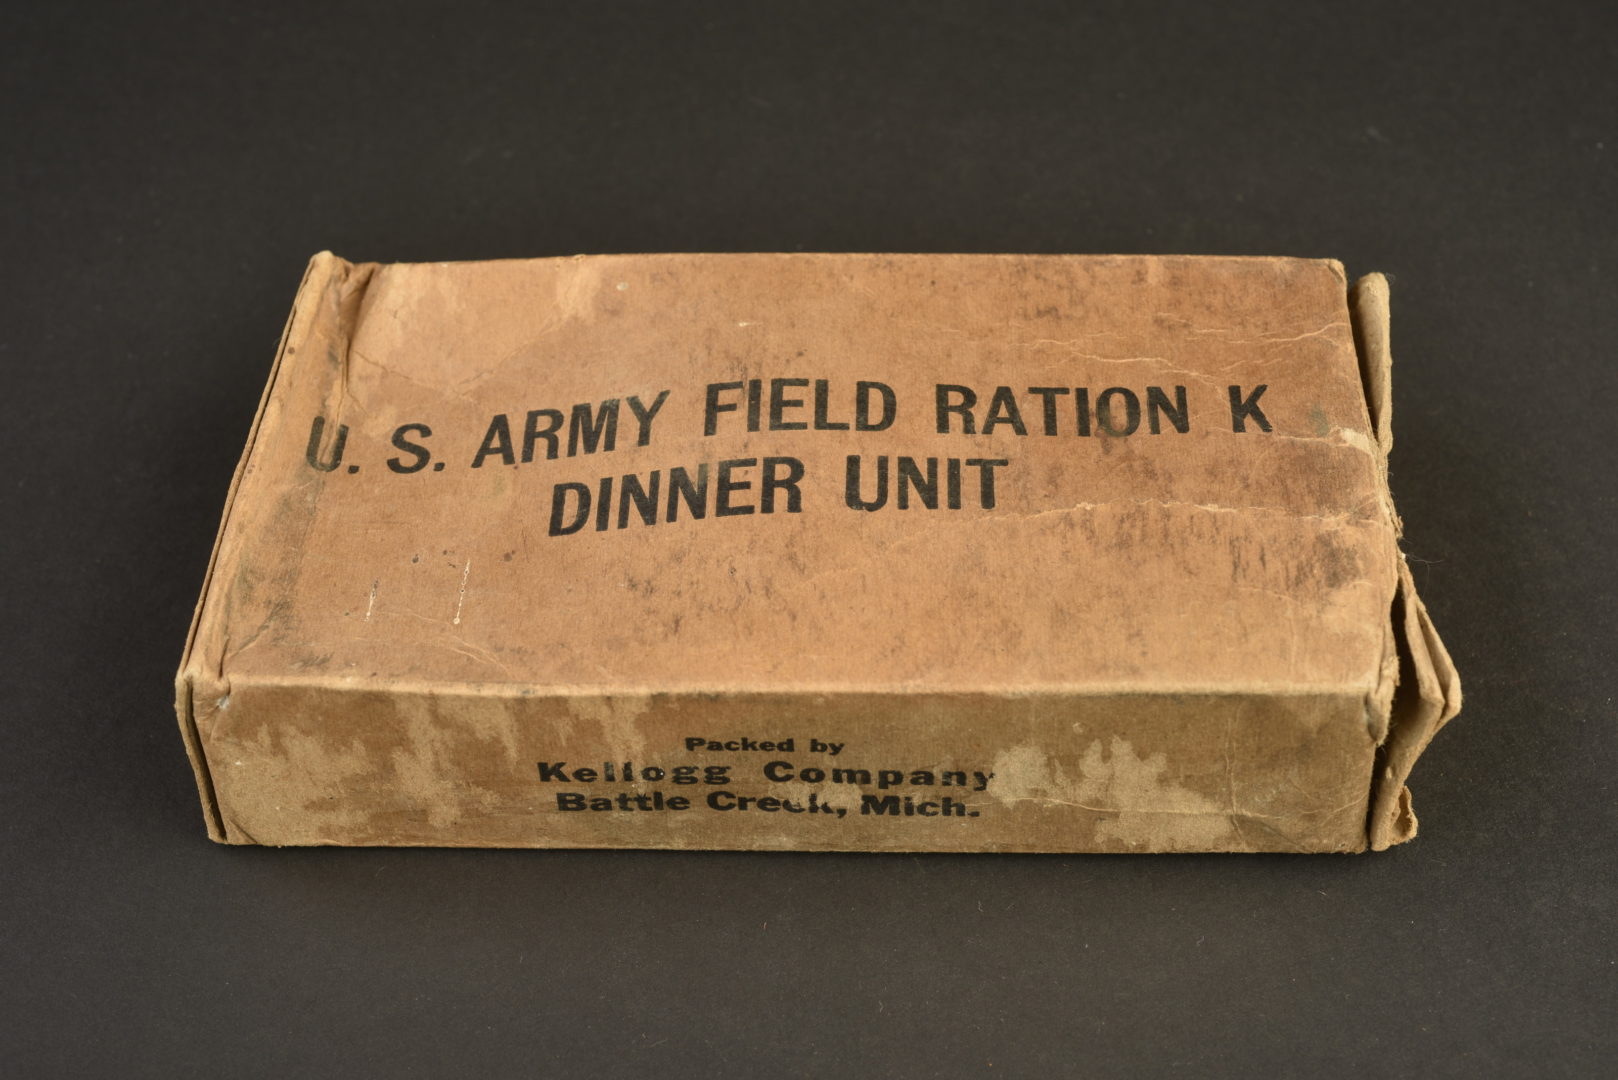 U. S. ARMY FIELD RATION K
DINNER UNIT
Packed by
Kellogg Company
Battle Creek, Mich.